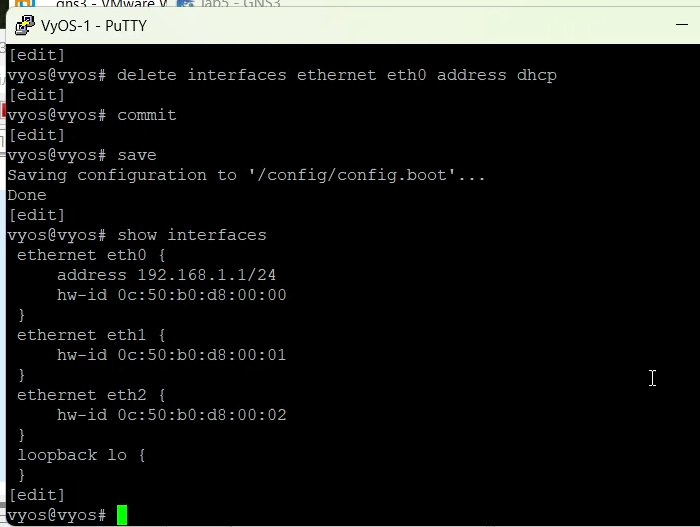 gns3 - VMware W lab5 - GNS3
VyOS-1 - PuTTY
[edit]
vyos@vyos# delete interfaces ethernet eth0 address dhcp
[edit]
vyos@vyos# commit
[edit]
vyos@vyos# save
Saving configuration to '/config/config.boot'...
Done
[edit]
vyos@vyos# show interfaces
 ethernet eth0 {
     address 192.168.1.1/24
     hw-id 0c:50:b0:d8:00:00
 }
 ethernet eth1 {
     hw-id 0c:50:b0:d8:00:01
 }
 ethernet eth2 {
     hw-id 0c:50:b0:d8:00:02
 }
 loopback lo {
 }
[edit]
vyos@vyos#